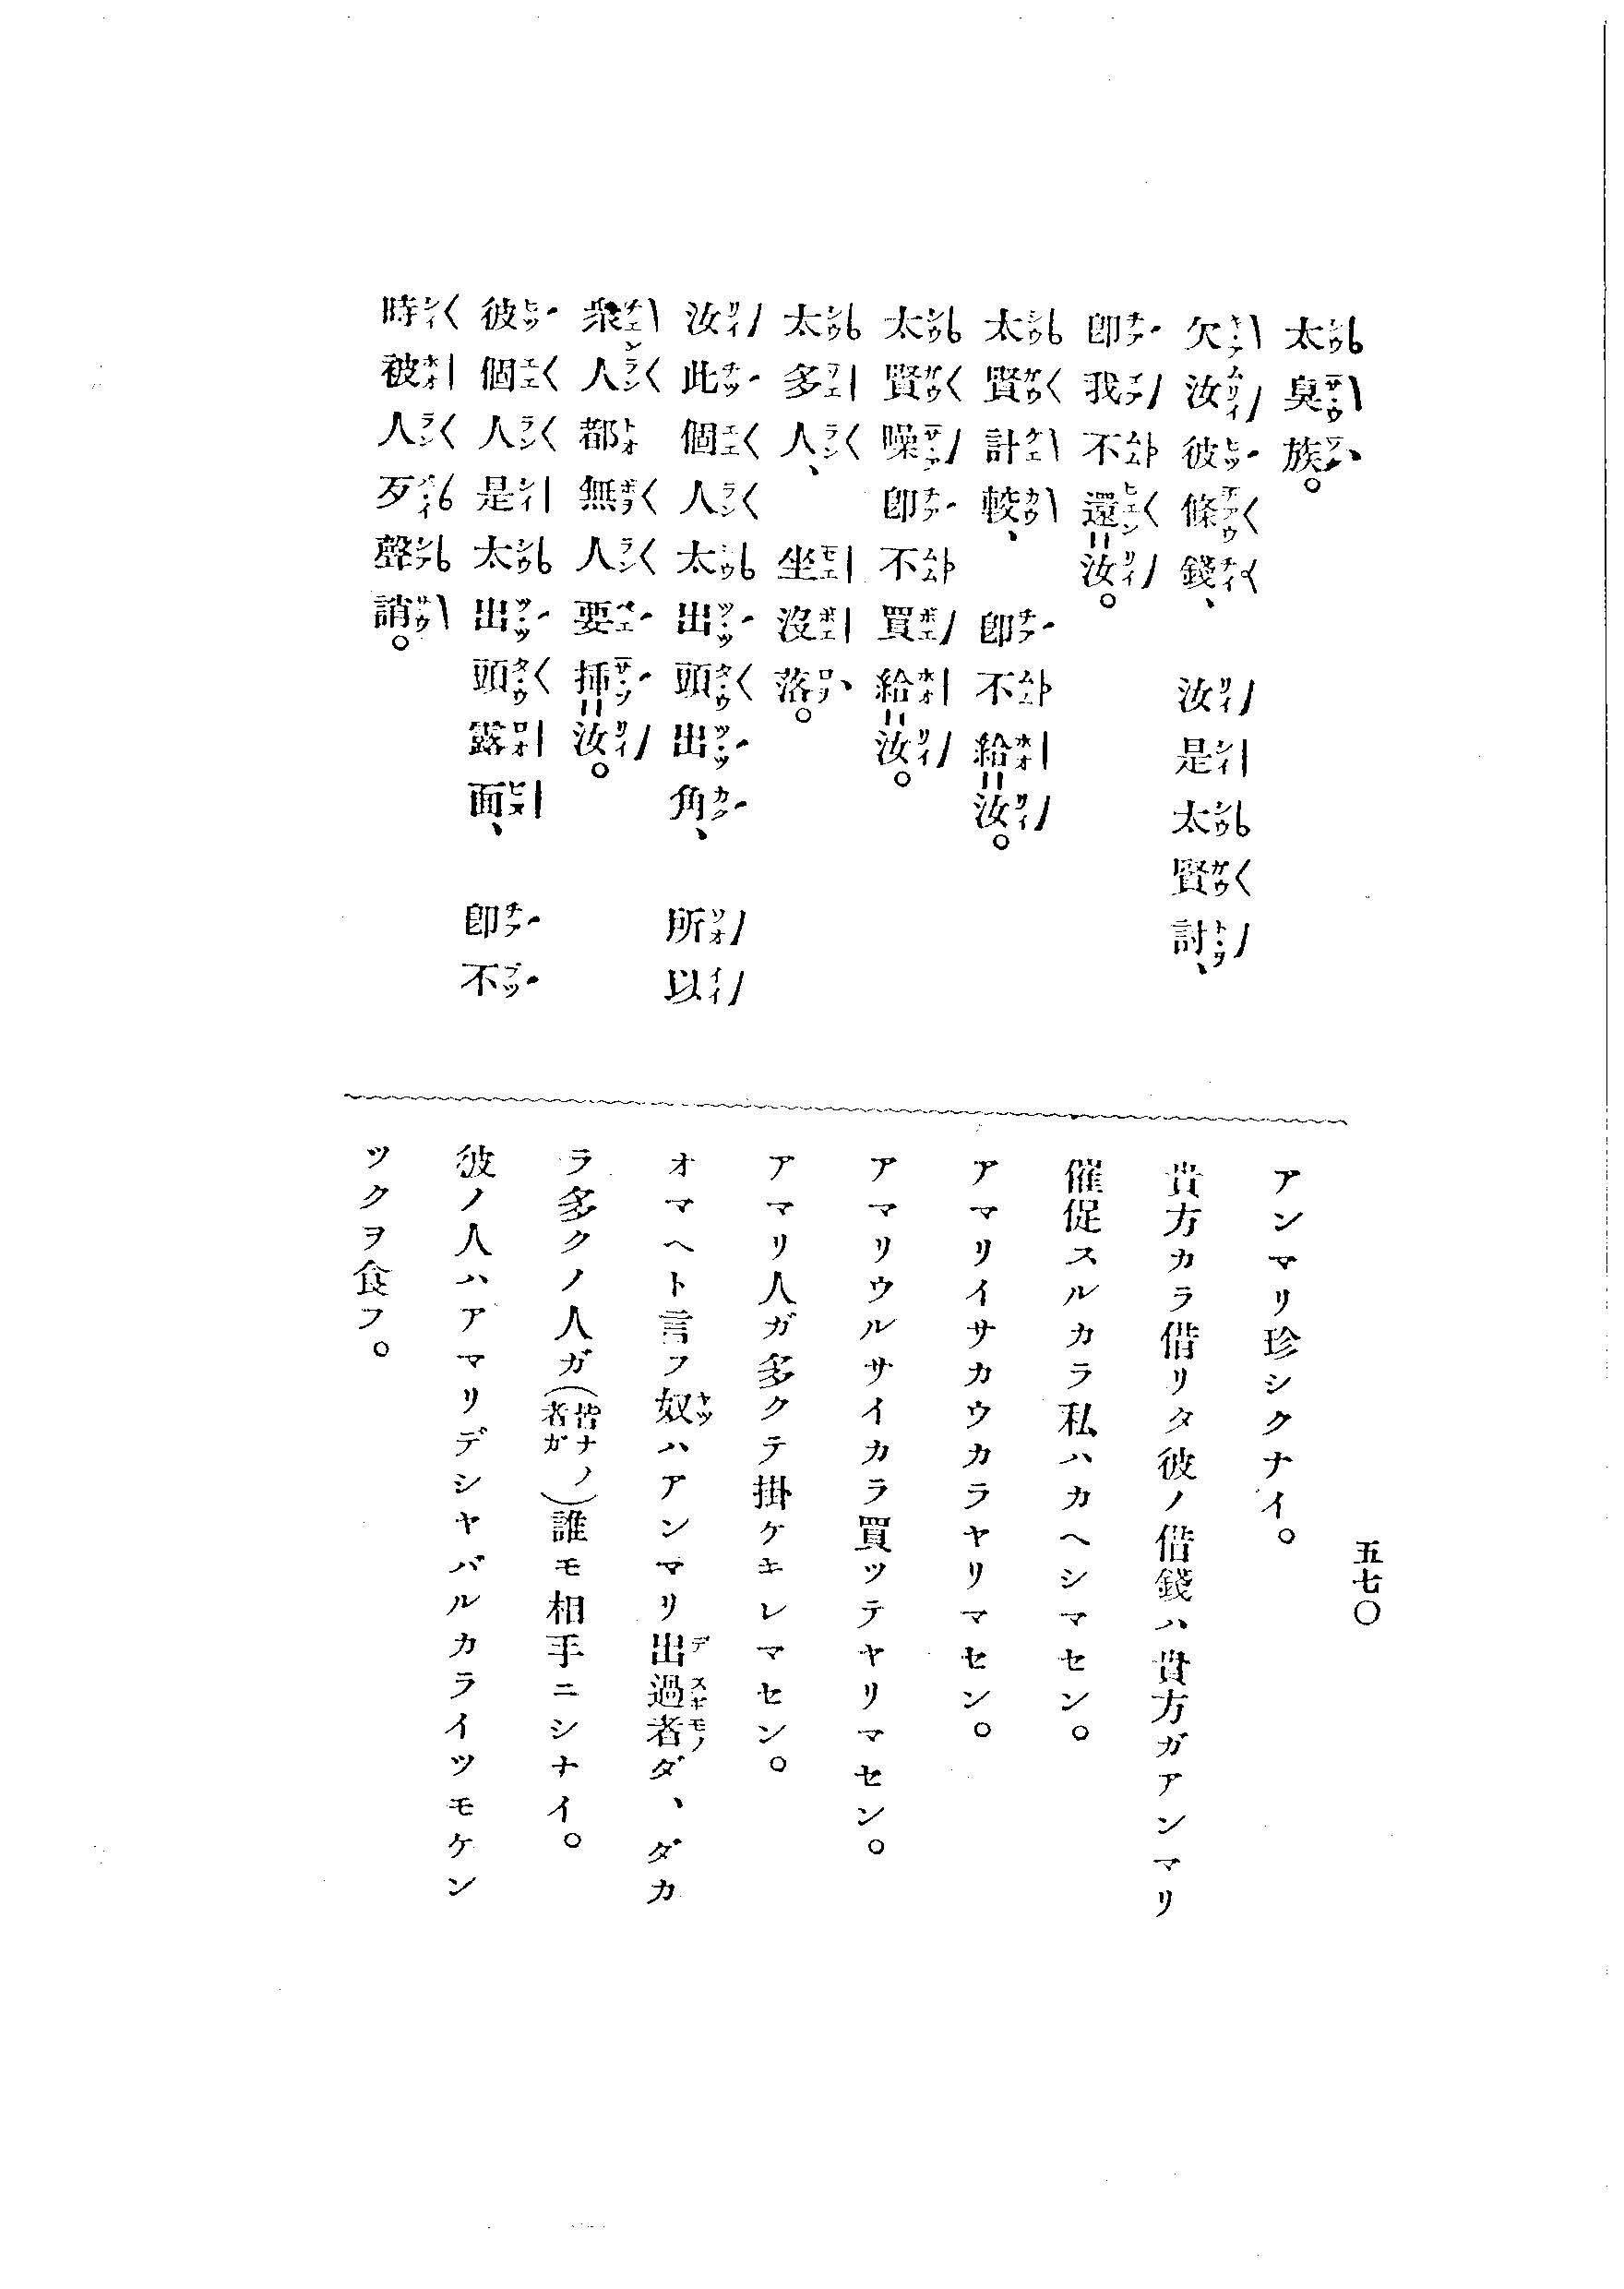 太臭族。
欠汝彼條錢、汝是太賢討、
卽我不還=汝。
太賢計較、卽不給=汝。
太賢噪卽不買給=汝。
太多人、坐沒落。
汝此個人太出頭出角、所以
衆人都無人要揷=汝。
彼個人是太出頭露面、卽不
時被人歹聲誚。
アンマリ珍シクナイ。
貴方カラ借リタ彼ノ借錢ハ貴方ガアンマリ
催促スルカラ私ハカヘシマセン。
アマリイサカウカラヤリマセン。
アマリウルサイカラ買ッテヤリマセン。
アマリ人ガ多クテ掛ケキレマセン。
オマヘト言フ奴ハアンマリ出過者ダ、ダカ
ラ多クノ人ガ(皆ナノ者ガ)誰モ相手ニシナイ。
彼ノ人ハアマリデシャバルカライツモケン
ツクヲ食フ。
五七〇